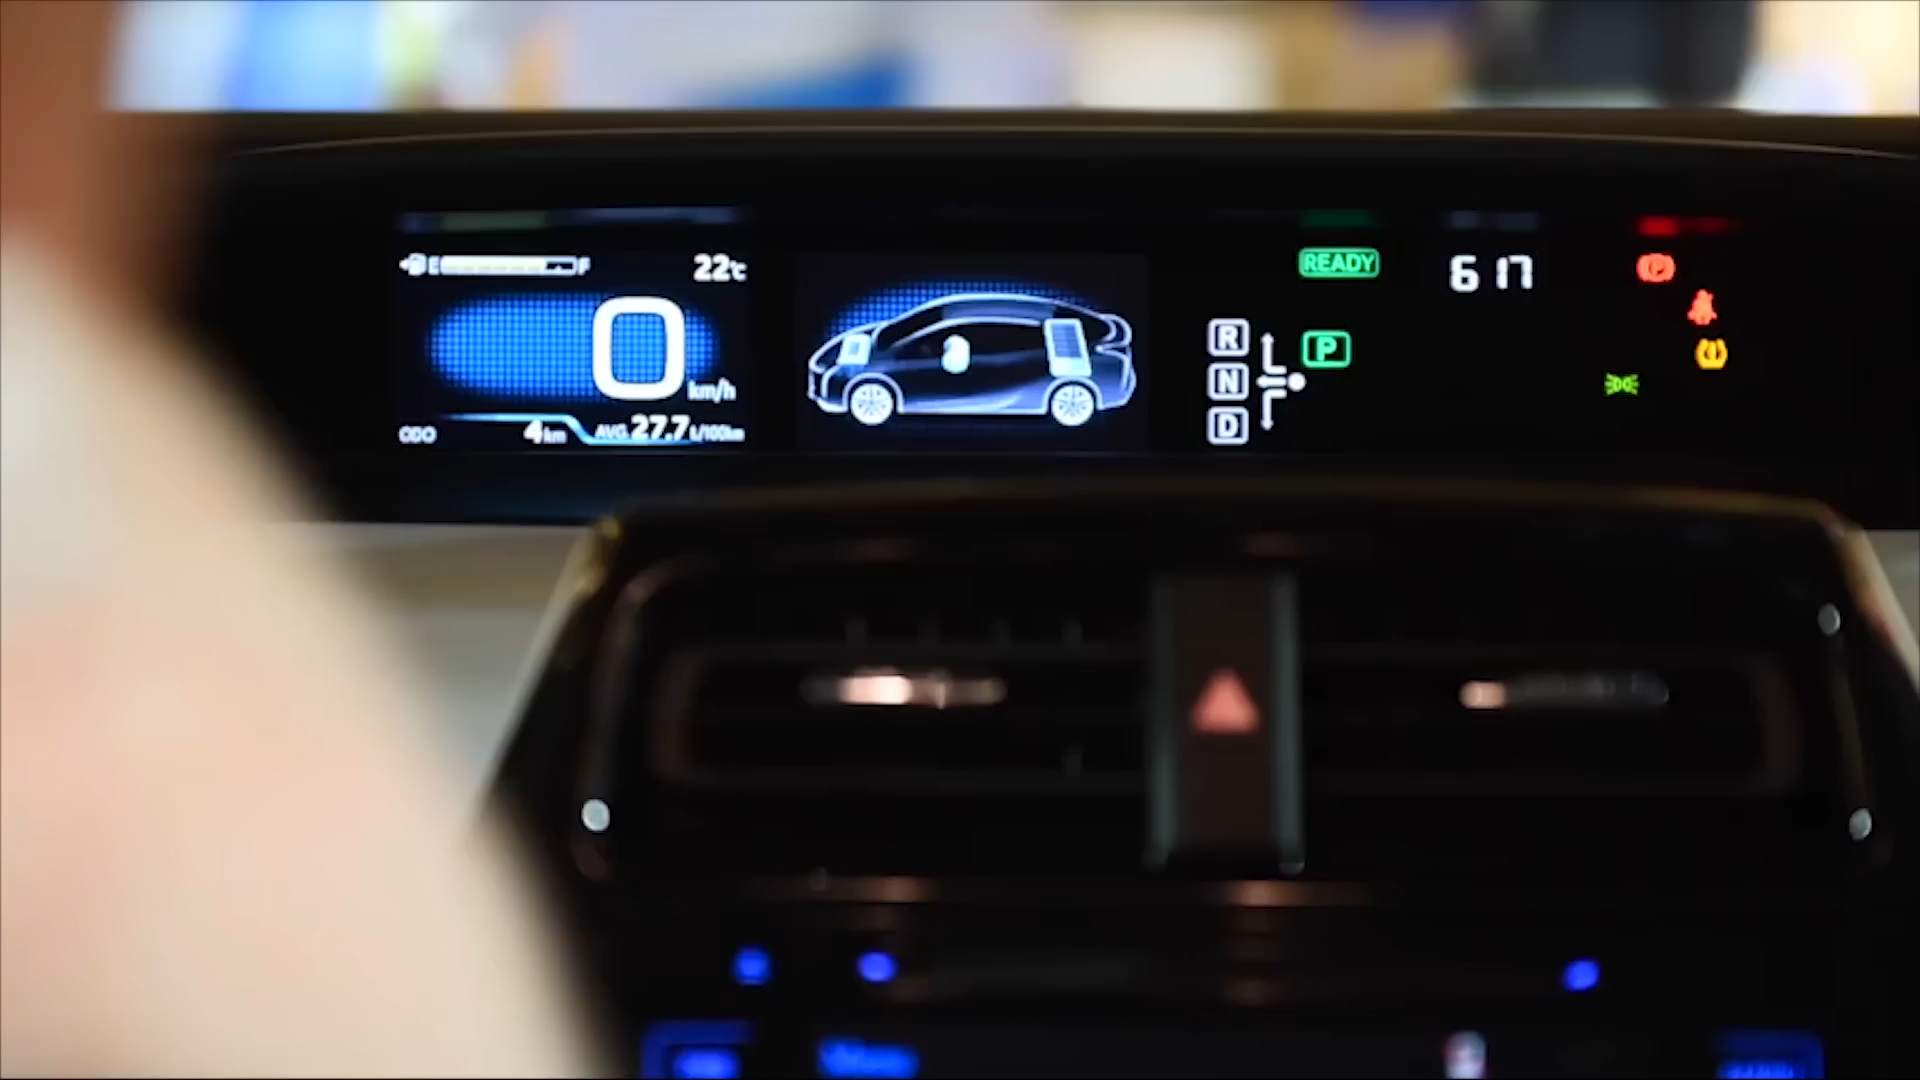 E F 22°C
0 km/h
ODO 4km AVG. 27.7 L/100km
READY
R
N
D
P
6 17
P